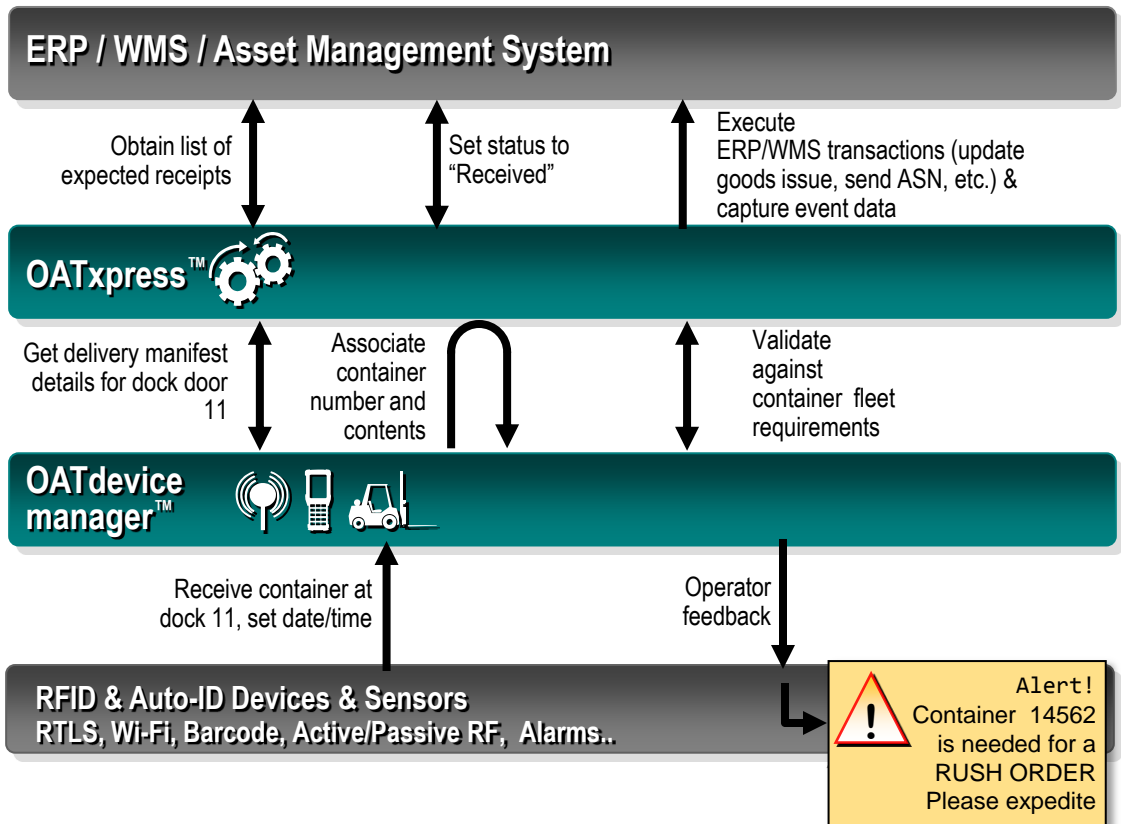 ERP / WMS / Asset Management System
Obtain list of
expected receipts
Set status to
“Received”
Execute
ERP/WMS transactions (update
goods issue, send ASN, etc.) &
capture event data
OATxpress™
Get delivery manifest
details for dock door
11
Associate
container
number and
contents
Validate
against
container fleet
requirements
OATdevice
manager™
Receive container at
dock 11, set date/time
Operator
feedback
RFID & Auto-ID Devices & Sensors
RTLS, Wi-Fi, Barcode, Active/Passive RF, Alarms..
Alert!
Container 14562
is needed for a
RUSH ORDER
Please expedite